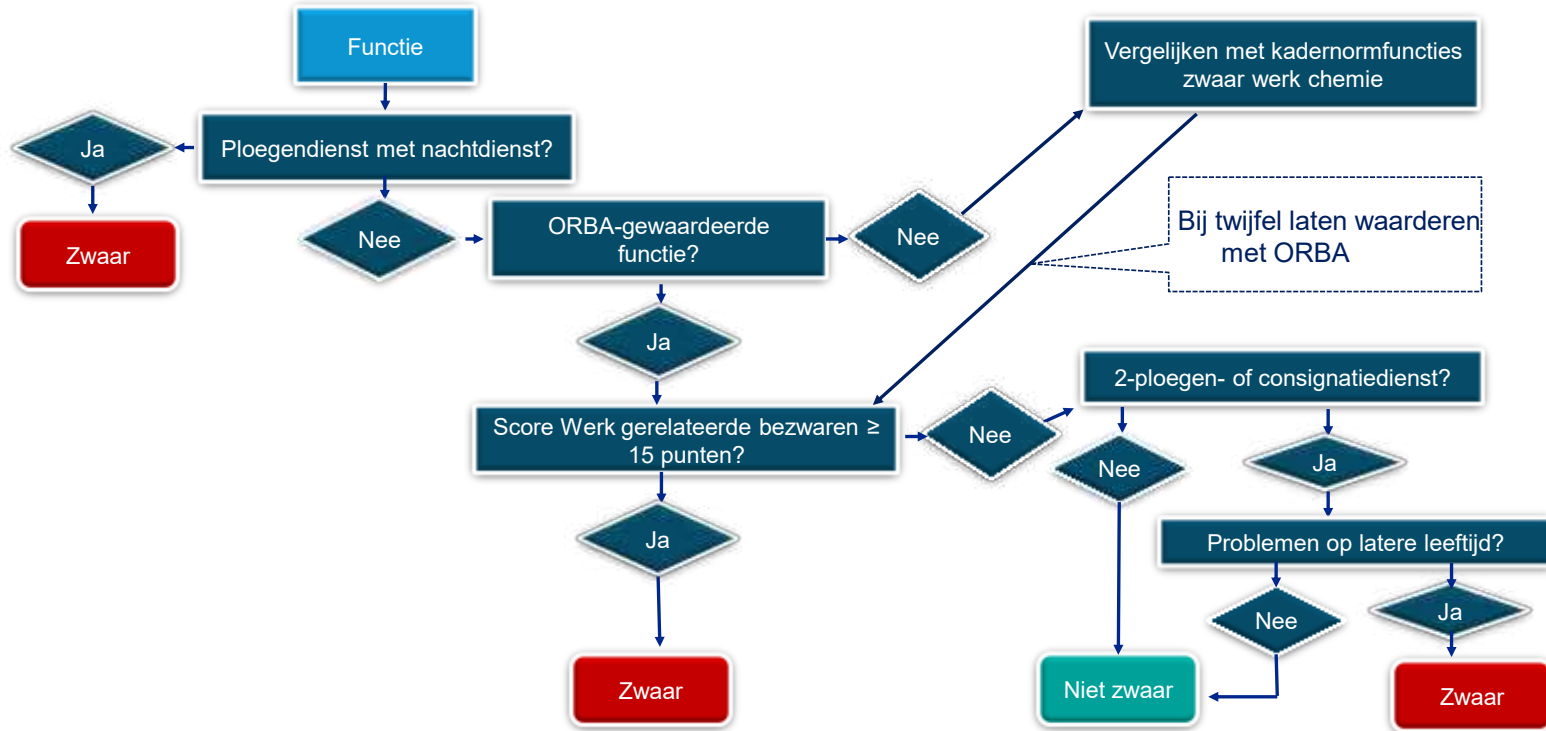 Functie
Vergelijken met kadernormfuncties
zwaar werk chemie
Ja
Ploegendienst met nachtdienst?
Zwaar
Nee
ORBA-gewaardeerde
functie?
Nee
Bij twijfel laten waarderen
met ORBA
Ja
2-ploegen- of consignatiedienst?
Score Werk gerelateerde bezwaren ≥
15 punten?
Nee
Nee
Ja
Ja
Problemen op latere leeftijd?
Nee
Ja
Zwaar
Niet zwaar
Zwaar